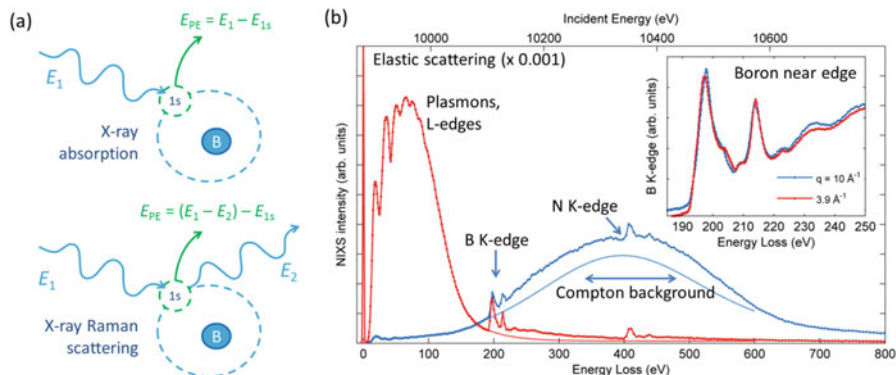 (a)
E_PE = E_1 – E_1s
E_1
1s
X-ray
absorption
B
E_PE = (E_1 – E_2) – E_1s
E_1
E_2
1s
X-ray Raman
scattering
B
(b)
Incident Energy (eV)
10000 10200 10400 10600
Elastic scattering (x 0.001)
Plasmons,
L-edges
B K-edge
N K-edge
Compton background
NIXS intensity (arb. units)
0 100 200 300 400 500 600 700 800
Energy Loss (eV)
Boron near edge
B K-edge (arb. units)
q = 10 Å⁻¹
3.9 Å⁻¹
190 200 210 220 230 240 250
Energy Loss (eV)